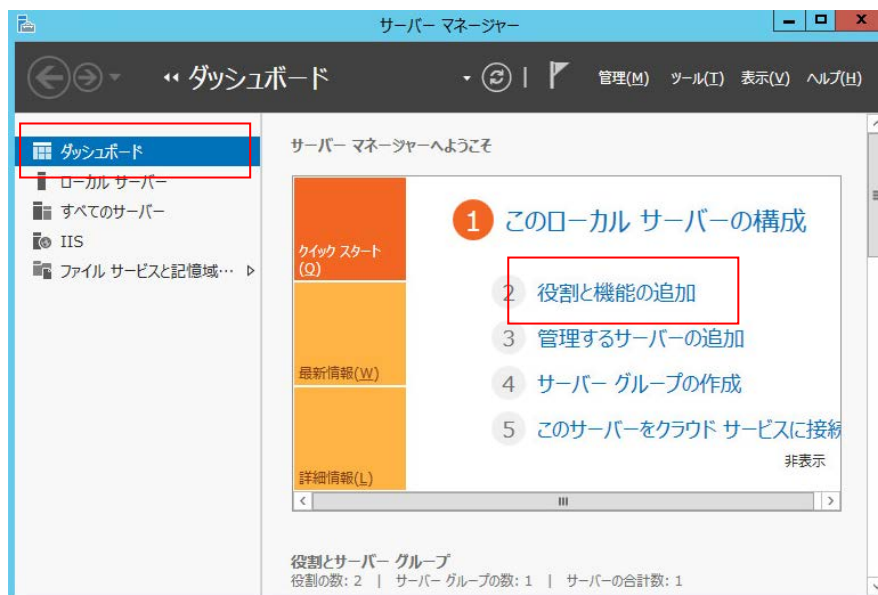 サーバー マネージャー
ダッシュボード
管理(M) ツール(T) 表示(V) ヘルプ(H)
ダッシュボード
ローカル サーバー
すべてのサーバー
IIS
ファイル サービスと記憶域…
サーバー マネージャーへようこそ
クイック スタート
(Q)
最新情報(W)
詳細情報(L)
1 このローカル サーバーの構成
2 役割と機能の追加
3 管理するサーバーの追加
4 サーバー グループの作成
5 このサーバーをクラウド サービスに接続
非表示
役割とサーバー グループ
役割の数: 2 | サーバー グループの数: 1 | サーバーの合計数: 1